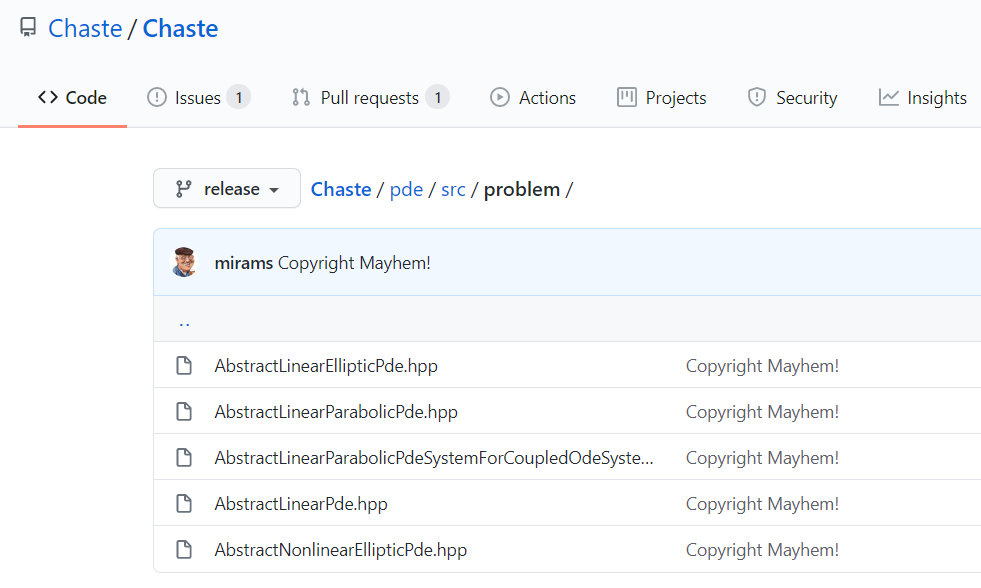 Chaste / Chaste
Code Issues 1 Pull requests 1 Actions Projects Security Insights
release Chaste / pde / src / problem /
mirams Copyright Mayhem!
..
AbstractLinearEllipticPde.hpp Copyright Mayhem!
AbstractLinearParabolicPde.hpp Copyright Mayhem!
AbstractLinearParabolicPdeSystemForCoupledOdeSyste... Copyright Mayhem!
AbstractLinearPde.hpp Copyright Mayhem!
AbstractNonlinearEllipticPde.hpp Copyright Mayhem!